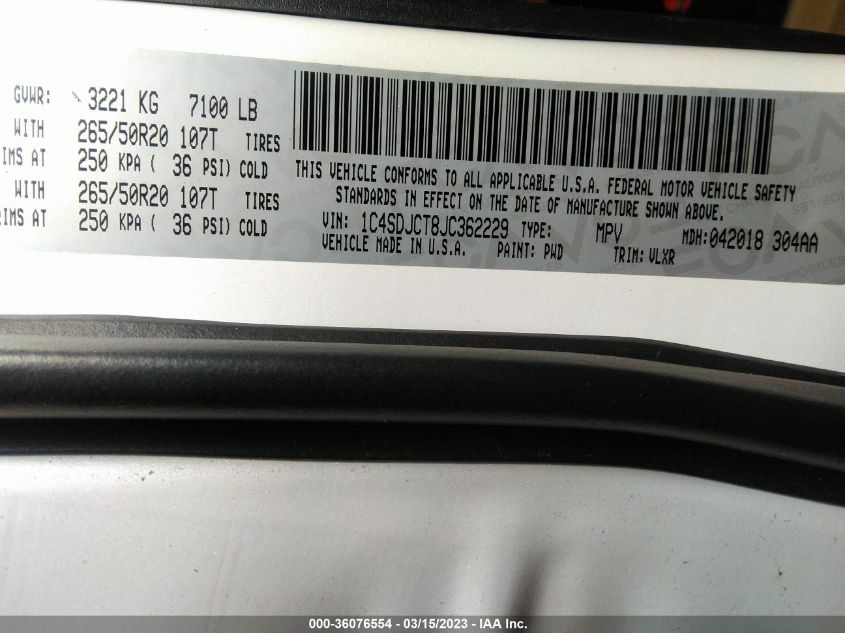 GVWR: 3221 KG 7100 LB
WITH 265/50R20 107T TIRES
IMS AT 250 KPA ( 36 PSI) COLD
WITH 265/50R20 107T TIRES
IMS AT 250 KPA ( 36 PSI) COLD
THIS VEHICLE CONFORMS TO ALL APPLICABLE U.S.A. FEDERAL MOTOR VEHICLE SAFETY
STANDARDS IN EFFECT ON THE DATE OF MANUFACTURE SHOWN ABOVE.
VIN: 1C4SDJCT8JC362229 TYPE: MPV MDH:042018 304AA
VEHICLE MADE IN U.S.A. PAINT: PWD TRIM: VLXR
000-36076554 - 03/15/2023 - IAA Inc.